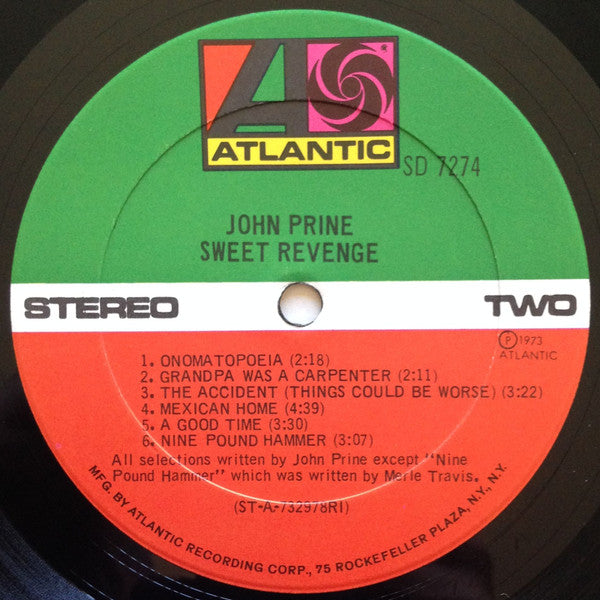 ATLANTIC
SD 7274
JOHN PRINE
SWEET REVENGE
STEREO
TWO
Ⓟ1973
ATLANTIC
1. ONOMATOPOEIA (2:18)
2. GRANDPA WAS A CARPENTER (2:11)
3. THE ACCIDENT (THINGS COULD BE WORSE) (3:22)
4. MEXICAN HOME (4:39)
5. A GOOD TIME (3:30)
6. NINE POUND HAMMER (3:07)
All selections written by John Prine except "Nine
Pound Hammer" which was written by Merle Travis.
(ST-A-732978RI)
MFG. BY ATLANTIC RECORDING CORP., 75 ROCKEFELLER PLAZA, N.Y., N.Y.